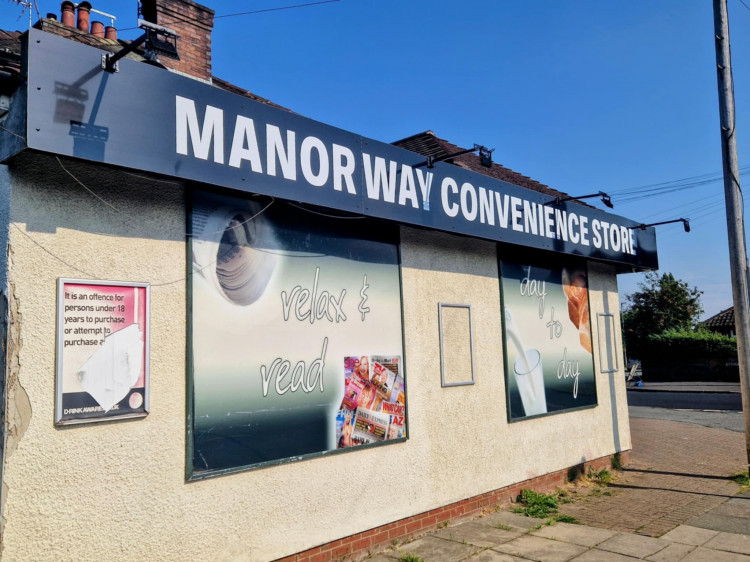 MANOR WAY CONVENIENCE STORE
It is an offence for
persons under 18
years to purchase
or attempt to
purchase
relax &
read
day
to
day